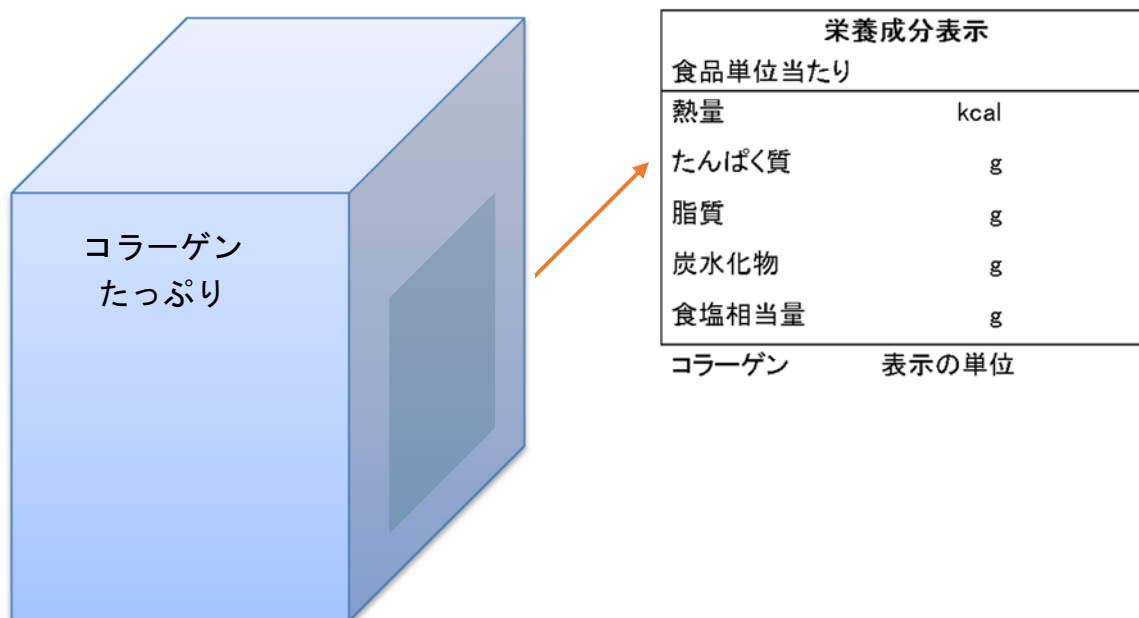 コラーゲン
たっぷり
栄養成分表示
食品単位当たり
熱量 kcal
たんぱく質 g
脂質 g
炭水化物 g
食塩相当量 g
コラーゲン 表示の単位